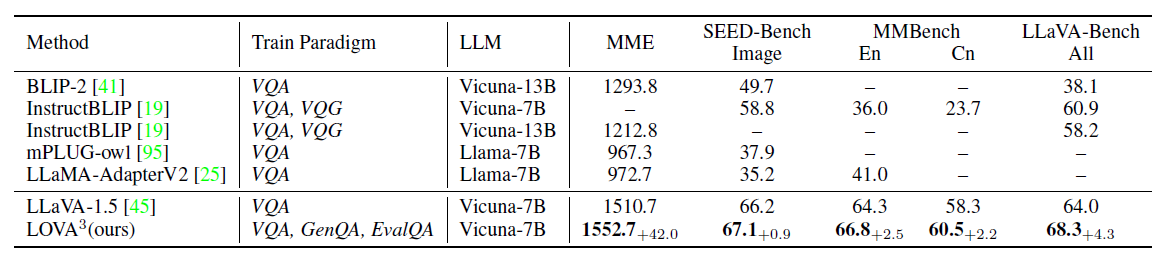 Method Train Paradigm LLM MME SEED-Bench Image MMBench En Cn LLaVA-Bench All
BLIP-2 [41] VQA Vicuna-13B 1293.8 49.7 – – 38.1
InstructBLIP [19] VQA, VQG Vicuna-7B – 58.8 36.0 23.7 60.9
InstructBLIP [19] VQA, VQG Vicuna-13B 1212.8 – – – 58.2
mPLUG-owl [95] VQA Llama-7B 967.3 37.9 – – –
LLaMA-AdapterV2 [25] VQA Llama-7B 972.7 35.2 41.0 – –
LLaVA-1.5 [45] VQA Vicuna-7B 1510.7 66.2 64.3 58.3 64.0
LOVA³(ours) VQA, GenQA, EvalQA Vicuna-7B 1552.7+42.0 67.1+0.9 66.8+2.5 60.5+2.2 68.3+4.3